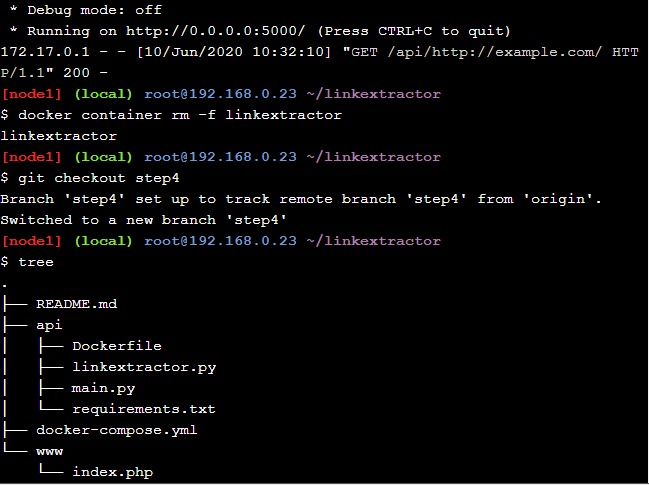 * Debug mode: off
 * Running on http://0.0.0.0:5000/ (Press CTRL+C to quit)
172.17.0.1 - - [10/Jun/2020 10:32:10] "GET /api/http://example.com/ HTT
P/1.1" 200 -
[node1] (local) root@192.168.0.23 ~/linkextractor
$ docker container rm -f linkextractor
linkextractor
[node1] (local) root@192.168.0.23 ~/linkextractor
$ git checkout step4
Branch 'step4' set up to track remote branch 'step4' from 'origin'.
Switched to a new branch 'step4'
[node1] (local) root@192.168.0.23 ~/linkextractor
$ tree
.
├── README.md
├── api
│   ├── Dockerfile
│   ├── linkextractor.py
│   ├── main.py
│   └── requirements.txt
├── docker-compose.yml
└── www
    └── index.php